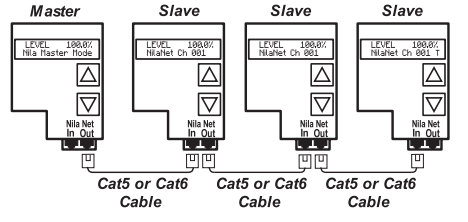 Master Slave Slave Slave
LEVEL 100.0% LEVEL 100.0% LEVEL 100.0% LEVEL 100.0%
Nila Master Mode NilaNet Ch 001 NilaNet Ch 001 NilaNet Ch 001 T
Nila Net Nila Net Nila Net Nila Net
In Out In Out In Out In Out
Cat5 or Cat6 Cat5 or Cat6 Cat5 or Cat6
Cable Cable Cable